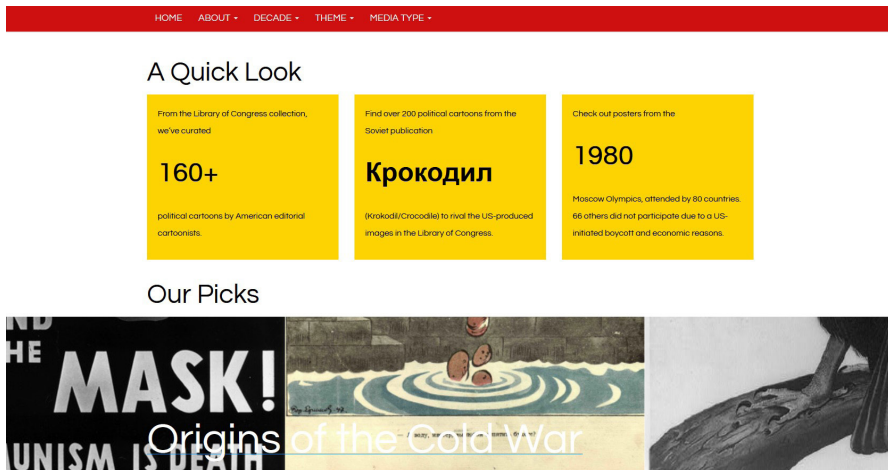 HOME ABOUT DECADE THEME MEDIA TYPE
A Quick Look
From the Library of Congress collection,
we've curated
160+
political cartoons by American editorial
cartoonists.
Find over 200 political cartoons from the
Soviet publication
Крокодил
(Krokodil/Crocodile) to rival the US-produced
images in the Library of Congress.
Check out posters from the
1980
Moscow Olympics, attended by 80 countries.
66 others did not participate due to a US-
initiated boycott and economic reasons.
Our Picks
HE
MASK!
UNISM IS DEATH
Origins of the Cold War